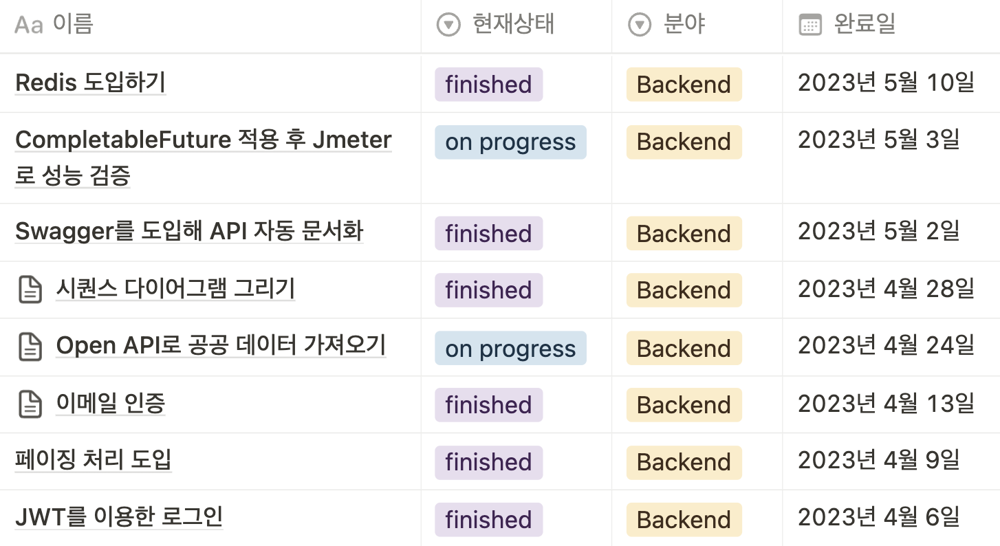 Aa 이름 현재상태 분야 완료일
Redis 도입하기 finished Backend 2023년 5월 10일
CompletableFuture 적용 후 Jmeter on progress Backend 2023년 5월 3일
로 성능 검증
Swagger를 도입해 API 자동 문서화 finished Backend 2023년 5월 2일
시퀀스 다이어그램 그리기 finished Backend 2023년 4월 28일
Open API로 공공 데이터 가져오기 on progress Backend 2023년 4월 24일
이메일 인증 finished Backend 2023년 4월 13일
페이징 처리 도입 finished Backend 2023년 4월 9일
JWT를 이용한 로그인 finished Backend 2023년 4월 6일